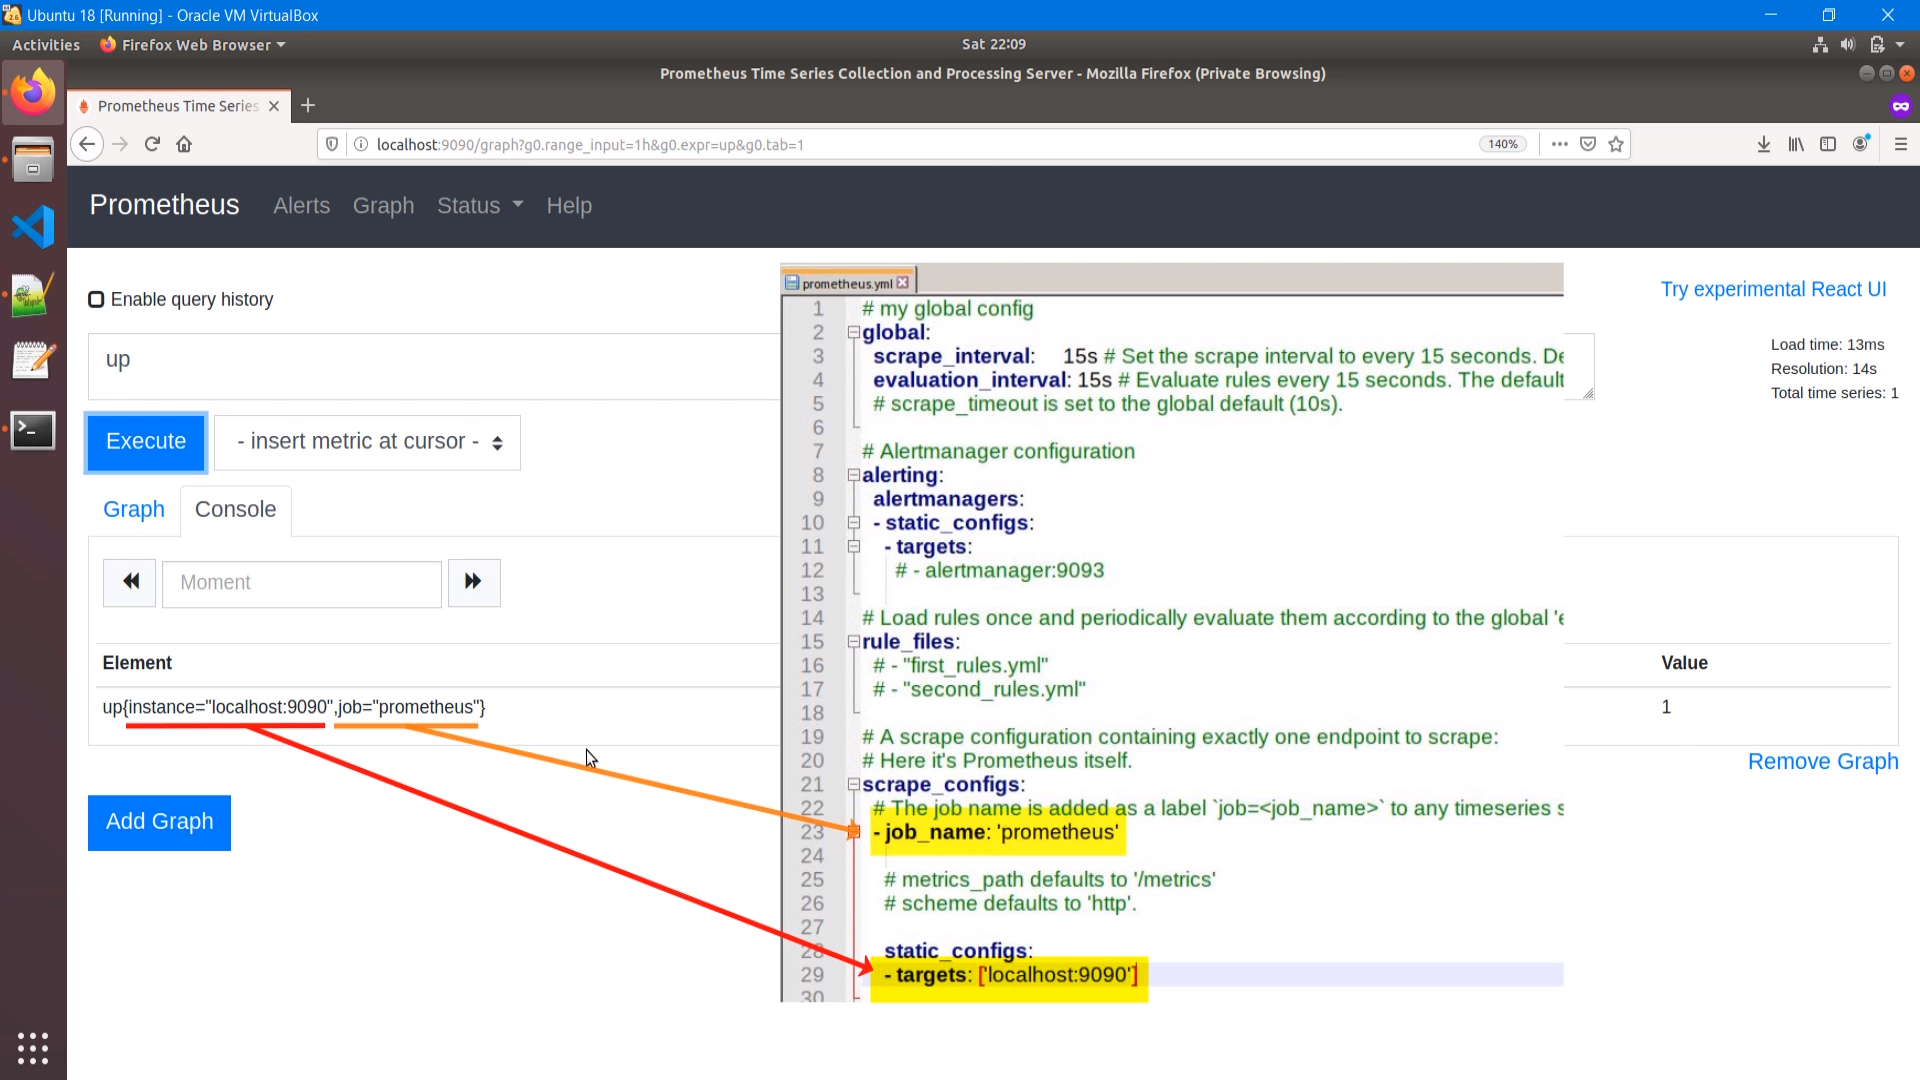 Ubuntu 18 [Running] - Oracle VM VirtualBox
Activities
Firefox Web Browser
Sat 22:09
Prometheus Time Series Collection and Processing Server - Mozilla Firefox (Private Browsing)
Prometheus Time Series
localhost:9090/graph?g0.range_input=1h&g0.expr=up&g0.tab=1
140%
Prometheus
Alerts
Graph
Status
Help
Enable query history
Try experimental React UI
up
Load time: 13ms
Resolution: 14s
Total time series: 1
Execute
- insert metric at cursor -
Graph
Console
Moment
Element
Value
up{instance="localhost:9090",job="prometheus"}
1
Remove Graph
Add Graph
prometheus.yml
1 # my global config
2 global:
3 scrape_interval: 15s # Set the scrape interval to every 15 seconds. De
4 evaluation_interval: 15s # Evaluate rules every 15 seconds. The default
5 # scrape_timeout is set to the global default (10s).
6
7 # Alertmanager configuration
8 alerting:
9 alertmanagers:
10 - static_configs:
11 - targets:
12 # - alertmanager:9093
13
14 # Load rules once and periodically evaluate them according to the global 'e
15 rule_files:
16 # - "first_rules.yml"
17 # - "second_rules.yml"
18
19 # A scrape configuration containing exactly one endpoint to scrape:
20 # Here it's Prometheus itself.
21 scrape_configs:
22 # The job name is added as a label `job=<job_name>` to any timeseries s
23 - job_name: 'prometheus'
24
25 # metrics_path defaults to '/metrics'
26 # scheme defaults to 'http'.
27
28 static_configs:
29 - targets: ['localhost:9090']
30